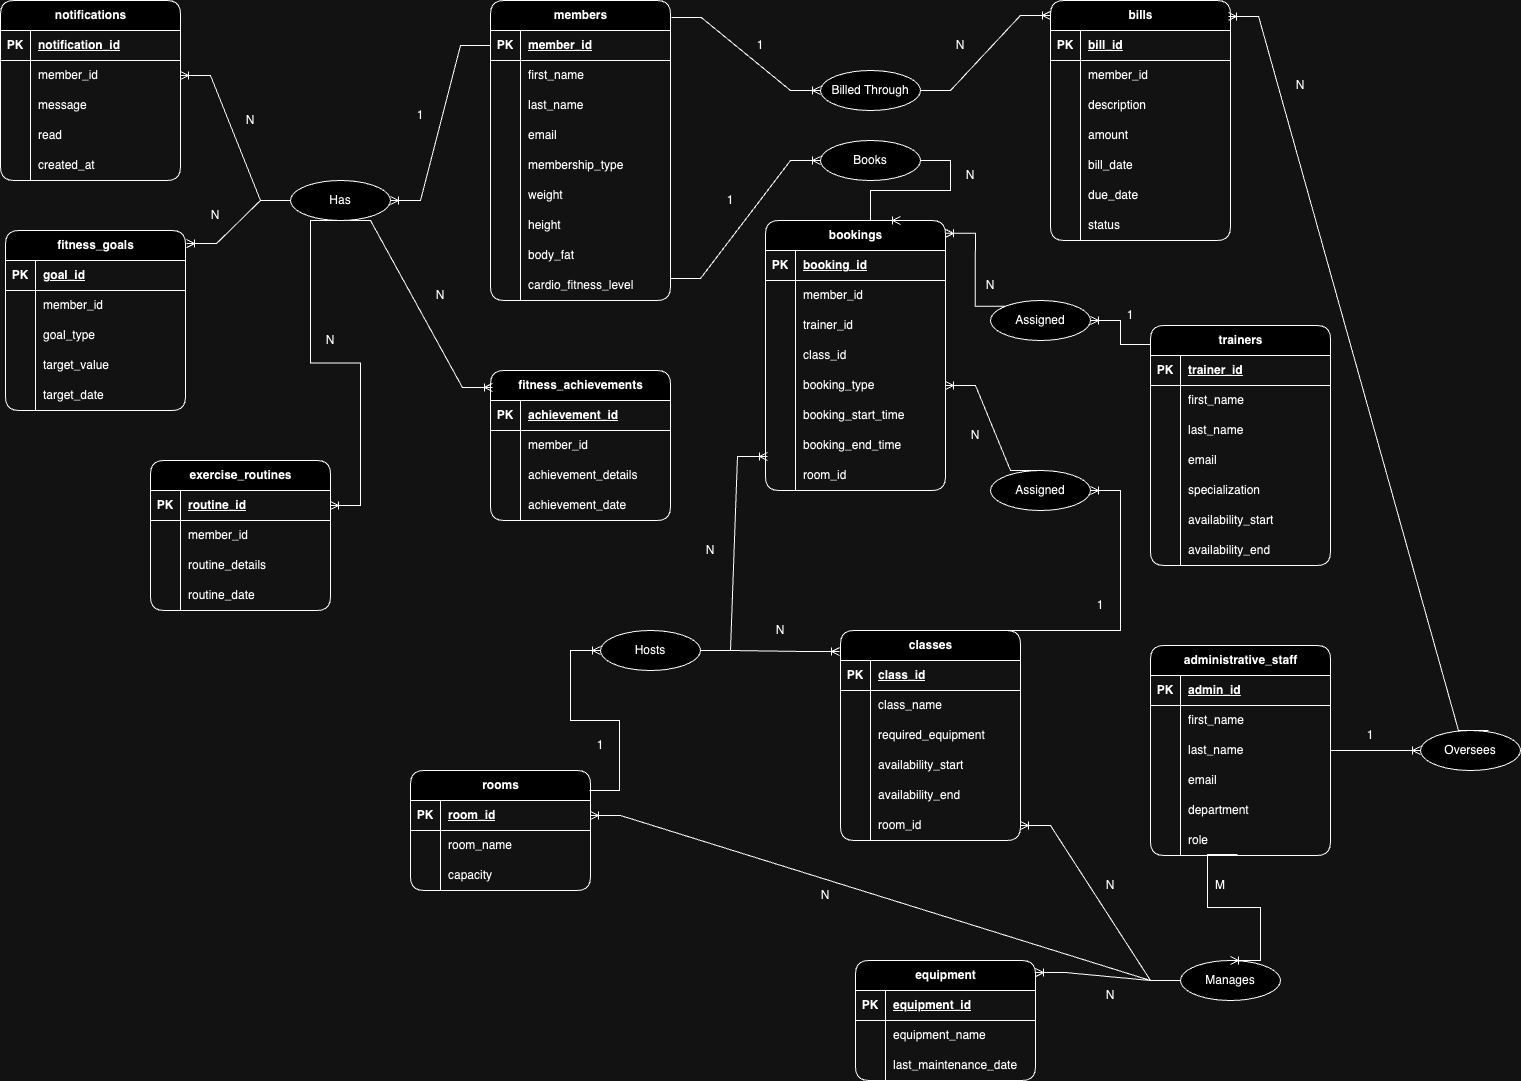 notifications
PK notification_id
member_id
message
read
created_at
members
PK member_id
first_name
last_name
email
membership_type
weight
height
body_fat
cardio_fitness_level
1
Billed Through
N
bills
PK bill_id
member_id
description
amount
bill_date
due_date
status
N
N
1
Has
N
Books
N
1
fitness_goals
PK goal_id
member_id
goal_type
target_value
target_date
N
N
bookings
PK booking_id
member_id
trainer_id
class_id
booking_type
booking_start_time
booking_end_time
room_id
N
Assigned
1
trainers
PK trainer_id
first_name
last_name
email
specialization
availability_start
availability_end
fitness_achievements
PK achievement_id
member_id
achievement_details
achievement_date
N
Assigned
exercise_routines
PK routine_id
member_id
routine_details
routine_date
N
1
Hosts
N
classes
PK class_id
class_name
required_equipment
availability_start
availability_end
room_id
administrative_staff
PK admin_id
first_name
last_name
email
department
role
1
Oversees
1
rooms
PK room_id
room_name
capacity
N
N
M
Manages
equipment
PK equipment_id
equipment_name
last_maintenance_date
N